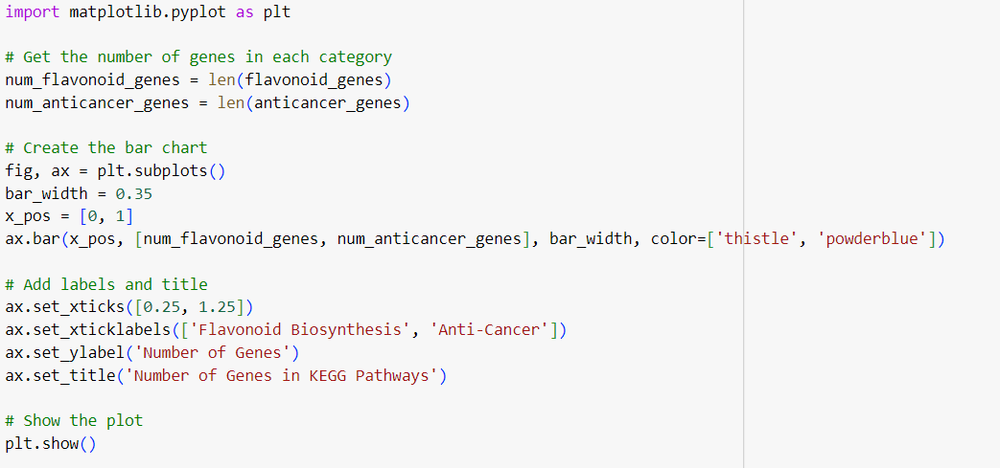 import matplotlib.pyplot as plt
# Get the number of genes in each category
num_flavonoid_genes = len(flavonoid_genes)
num_anticancer_genes = len(anticancer_genes)
# Create the bar chart
fig, ax = plt.subplots()
bar_width = 0.35
x_pos = [0, 1]
ax.bar(x_pos, [num_flavonoid_genes, num_anticancer_genes], bar_width, color=['thistle', 'powderblue'])
# Add labels and title
ax.set_xticks([0.25, 1.25])
ax.set_xticklabels(['Flavonoid Biosynthesis', 'Anti-Cancer'])
ax.set_ylabel('Number of Genes')
ax.set_title('Number of Genes in KEGG Pathways')
# Show the plot
plt.show()